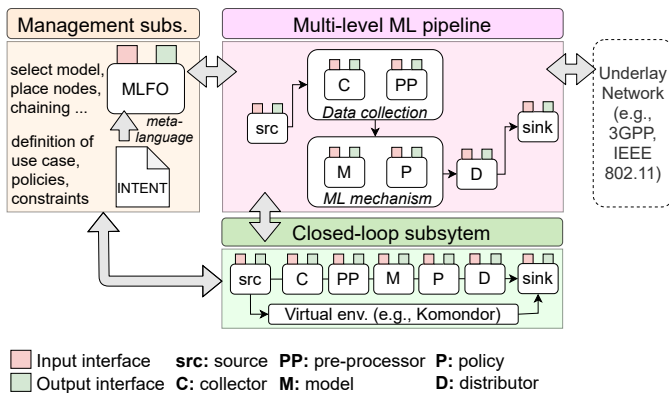 Management subs.
select model,
place nodes,
chaining ...
MLFO
meta-
language
definition of
use case,
policies,
constraints
INTENT
Multi-level ML pipeline
src
C
PP
Data collection
M
P
ML mechanism
D
sink
Underlay
Network
(e.g.,
3GPP,
IEEE
802.11)
Closed-loop subsytem
src
C
PP
M
P
D
sink
Virtual env. (e.g., Komondor)
Input interface
Output interface
src: source
C: collector
PP: pre-processor
M: model
P: policy
D: distributor